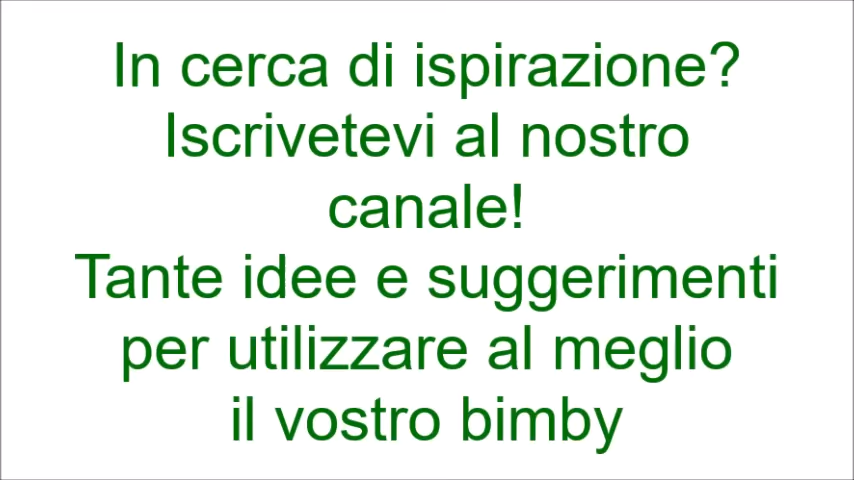 In cerca di ispirazione?
Iscrivetevi al nostro
canale!
Tante idee e suggerimenti
per utilizzare al meglio
il vostro bimby